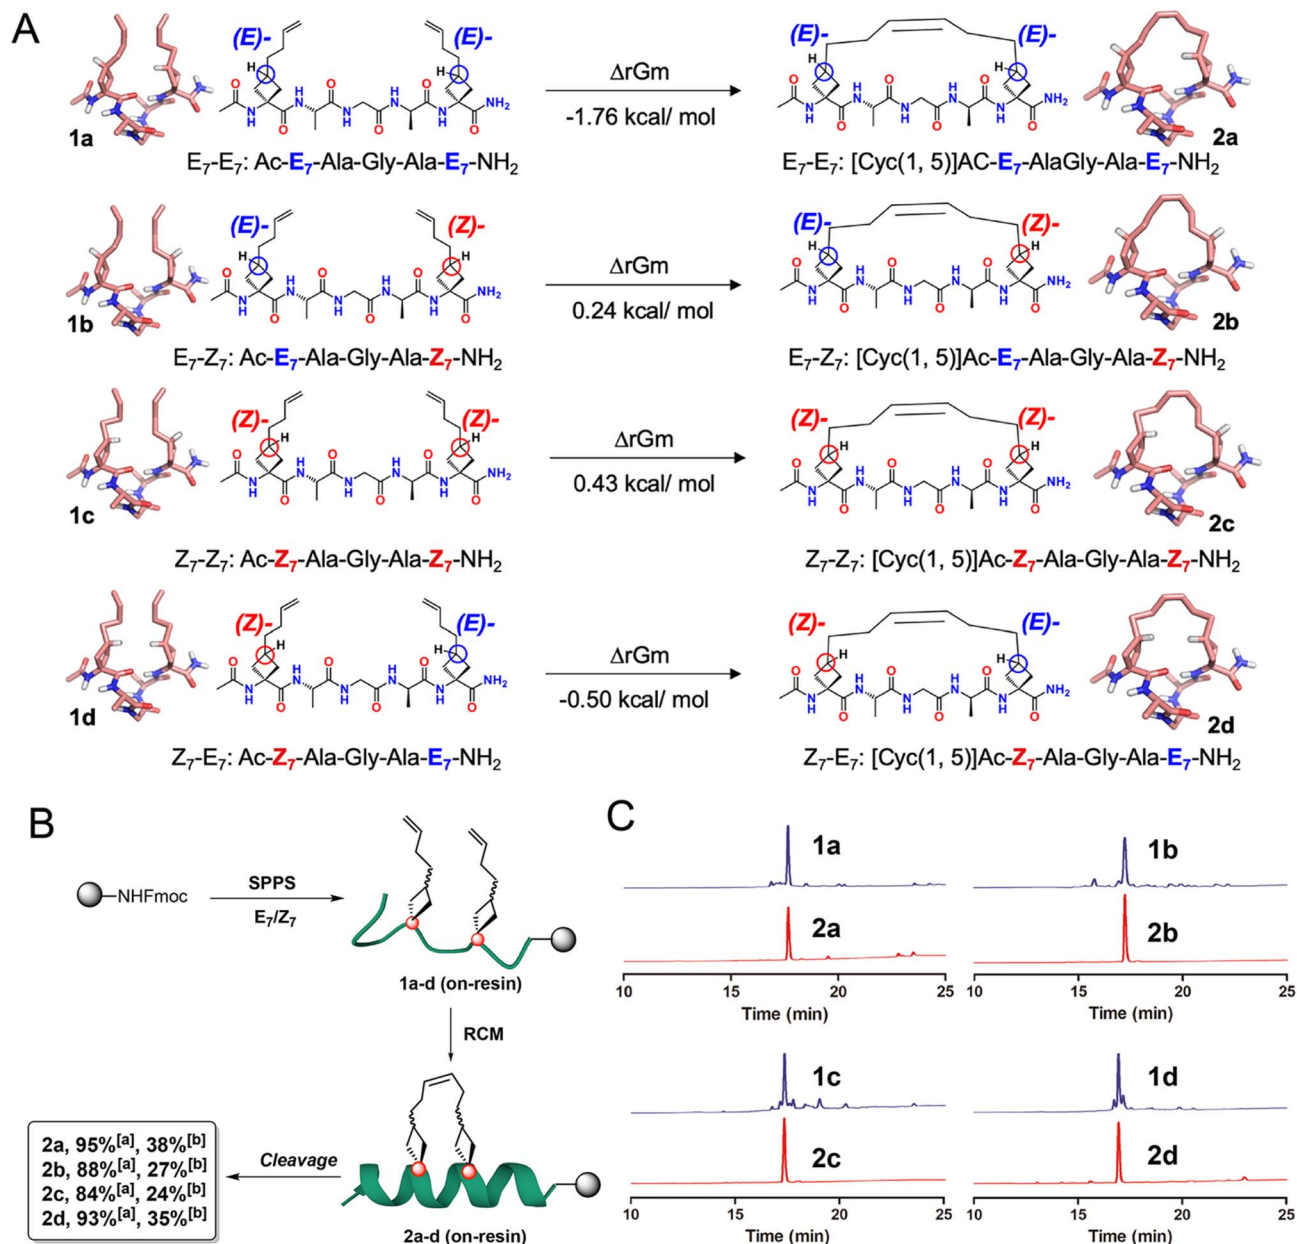 A
(E)-
(E)-
H
H
O
H
N
O
H
N
O
NH2
N
H
O
N
H
O
N
H
O
1a
ΔrGm
-1.76 kcal/ mol
(E)-
(E)-
H
H
O
H
N
O
H
N
O
NH2
N
H
O
N
H
O
N
H
O
2a
E7-E7: Ac-E7-Ala-Gly-Ala-E7-NH2
E7-E7: [Cyc(1, 5)]AC-E7-AlaGly-Ala-E7-NH2
(E)-
(Z)-
H
H
O
H
N
O
H
N
O
NH2
N
H
O
N
H
O
N
H
O
1b
ΔrGm
0.24 kcal/ mol
(E)-
(Z)-
H
H
O
H
N
O
H
N
O
NH2
N
H
O
N
H
O
N
H
O
2b
E7-Z7: Ac-E7-Ala-Gly-Ala-Z7-NH2
E7-Z7: [Cyc(1, 5)]Ac-E7-Ala-Gly-Ala-Z7-NH2
(Z)-
(Z)-
H
H
O
H
N
O
H
N
O
NH2
N
H
O
N
H
O
N
H
O
1c
ΔrGm
0.43 kcal/ mol
(Z)-
(Z)-
H
H
O
H
N
O
H
N
O
NH2
N
H
O
N
H
O
N
H
O
2c
Z7-Z7: Ac-Z7-Ala-Gly-Ala-Z7-NH2
Z7-Z7: [Cyc(1, 5)]Ac-Z7-Ala-Gly-Ala-Z7-NH2
(Z)-
(E)-
H
H
O
H
N
O
H
N
O
NH2
N
H
O
N
H
O
N
H
O
1d
ΔrGm
-0.50 kcal/ mol
(Z)-
(E)-
H
H
O
H
N
O
H
N
O
NH2
N
H
O
N
H
O
N
H
O
2d
Z7-E7: Ac-Z7-Ala-Gly-Ala-E7-NH2
Z7-E7: [Cyc(1, 5)]Ac-Z7-Ala-Gly-Ala-E7-NH2
B
NHFmoc
SPPS
E7/Z7
1a-d (on-resin)
RCM
2a-d (on-resin)
Cleavage
2a, 95%[a], 38%[b]
2b, 88%[a], 27%[b]
2c, 84%[a], 24%[b]
2d, 93%[a], 35%[b]
C
1a
2a
10 15 20 25
Time (min)
1b
2b
10 15 20 25
Time (min)
1c
2c
10 15 20 25
Time (min)
1d
2d
10 15 20 25
Time (min)